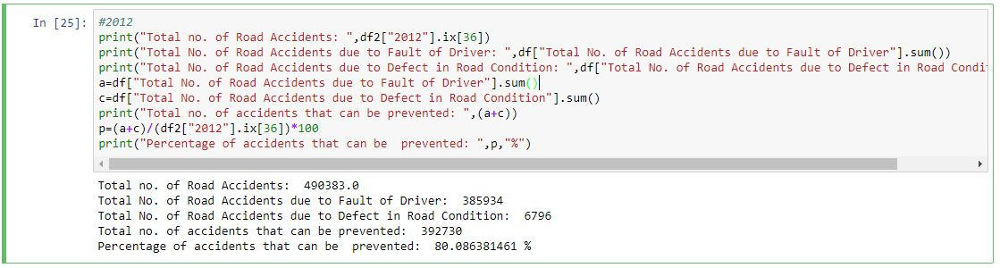 In [25]: #2012
print("Total no. of Road Accidents: ",df2["2012"].ix[36])
print("Total No. of Road Accidents due to Fault of Driver: ",df["Total No. of Road Accidents due to Fault of Driver"].sum())
print("Total No. of Road Accidents due to Defect in Road Condition: ",df["Total No. of Road Accidents due to Defect in Road Condi
a=df["Total No. of Road Accidents due to Fault of Driver"].sum()
c=df["Total No. of Road Accidents due to Defect in Road Condition"].sum()
print("Total no. of accidents that can be prevented: ",(a+c))
p=(a+c)/(df2["2012"].ix[36])*100
print("Percentage of accidents that can be  prevented: ",p,"%")
Total no. of Road Accidents:  490383.0
Total No. of Road Accidents due to Fault of Driver:  385934
Total No. of Road Accidents due to Defect in Road Condition:  6796
Total no. of accidents that can be prevented:  392730
Percentage of accidents that can be  prevented:  80.086381461 %